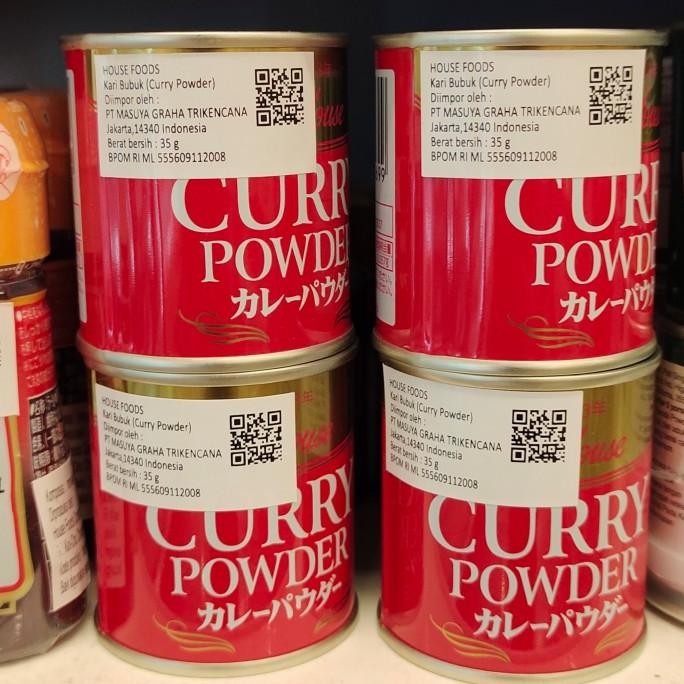 HOUSE FOODS
Kari Bubuk (Curry Powder)
Diimpor oleh :
PT MASUYA GRAHA TRIKENCANA
Jakarta,14340 Indonesia
Berat bersih : 35 g
BPOM RI ML 555609112008
CURR
POWDE
カレーパウダ
HOUSE FOODS
Kari Bubuk (Curry Powder)
Diimpor oleh :
PT MASUYA GRAHA TRIKENCANA
Jakarta,14340 Indonesia
Berat bersih : 35 g
BPOM RI ML 555609112008
CURR
POWDE
カレーパウ
HOUSE FOODS
Kari Bubuk (Curry Powder)
Diimpor oleh :
PT MASUYA GRAHA TRIKENCANA
Jakarta,14340 Indonesia
Berat bersih : 35 g
BPOM RI ML 555609112008
CURRY
POWDER
カレーパウダー
HOUSE FOODS
Kari Bubuk (Curry Powder)
Diimpor oleh :
PT MASUYA GRAHA TRIKENCANA
Jakarta,14340 Indonesia
Berat bersih : 35 g
BPOM RI ML 555609112008
ouse
CURRY
POWDER
カレーパウダー